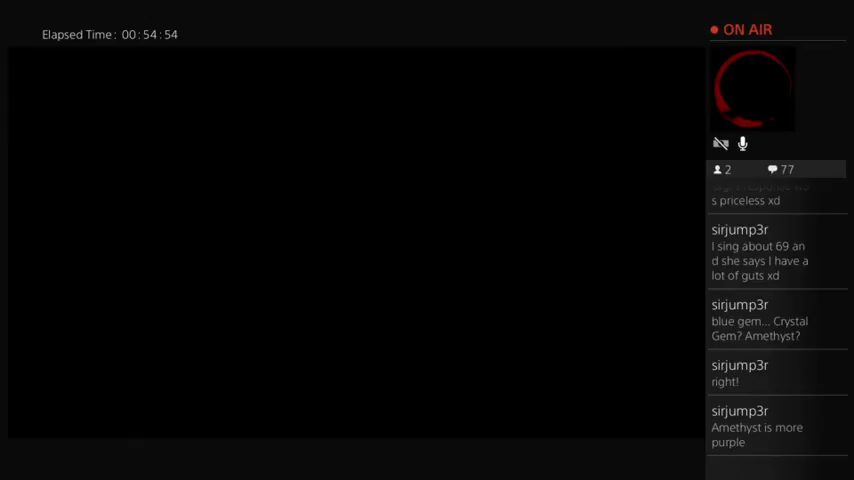 Elapsed Time: 00:54:54
ON AIR
2 77
s priceless xd
sirjump3r
I sing about 69 an
d she says I have a
lot of guts xd
sirjump3r
blue gem... Crystal
Gem? Amethyst?
sirjump3r
right!
sirjump3r
Amethyst is more
purple